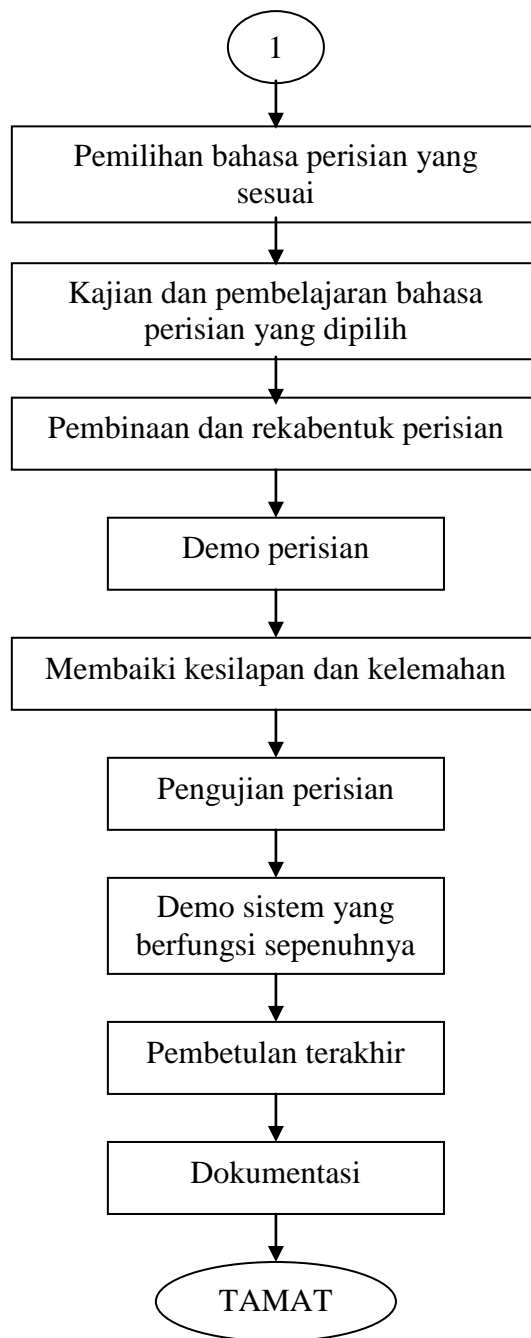 1
Pemilihan bahasa perisian yang
sesuai
Kajian dan pembelajaran bahasa
perisian yang dipilih
Pembinaan dan rekabentuk perisian
Demo perisian
Membaiki kesilapan dan kelemahan
Pengujian perisian
Demo sistem yang
berfungsi sepenuhnya
Pembetulan terakhir
Dokumentasi
TAMAT